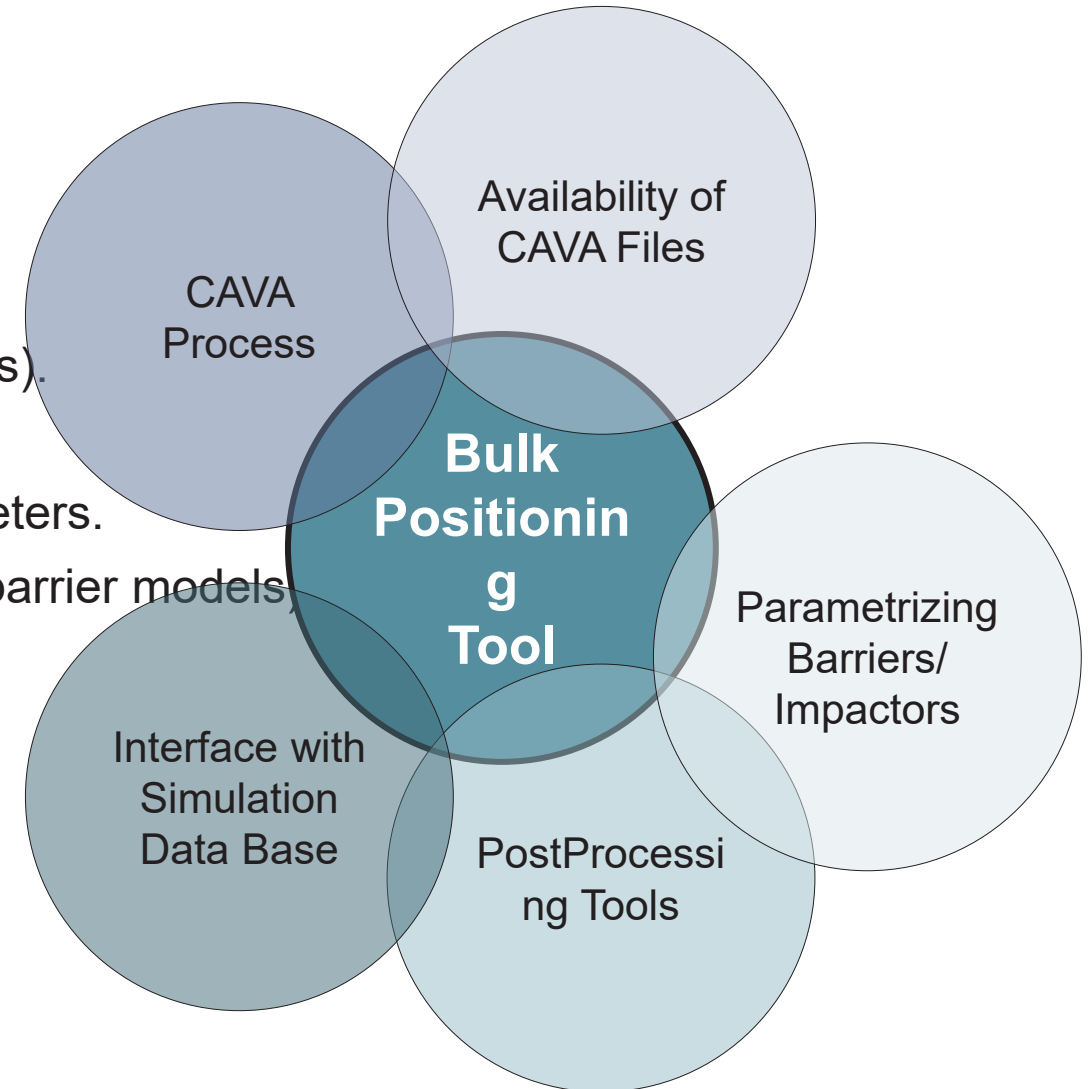 Availability of
CAVA Files
CAVA
Process
s).
eters.
barrier models)
Bulk
Positionin
g
Tool
Parametrizing
Barriers/
Impactors
Interface with
Simulation
Data Base
PostProcessi
ng Tools